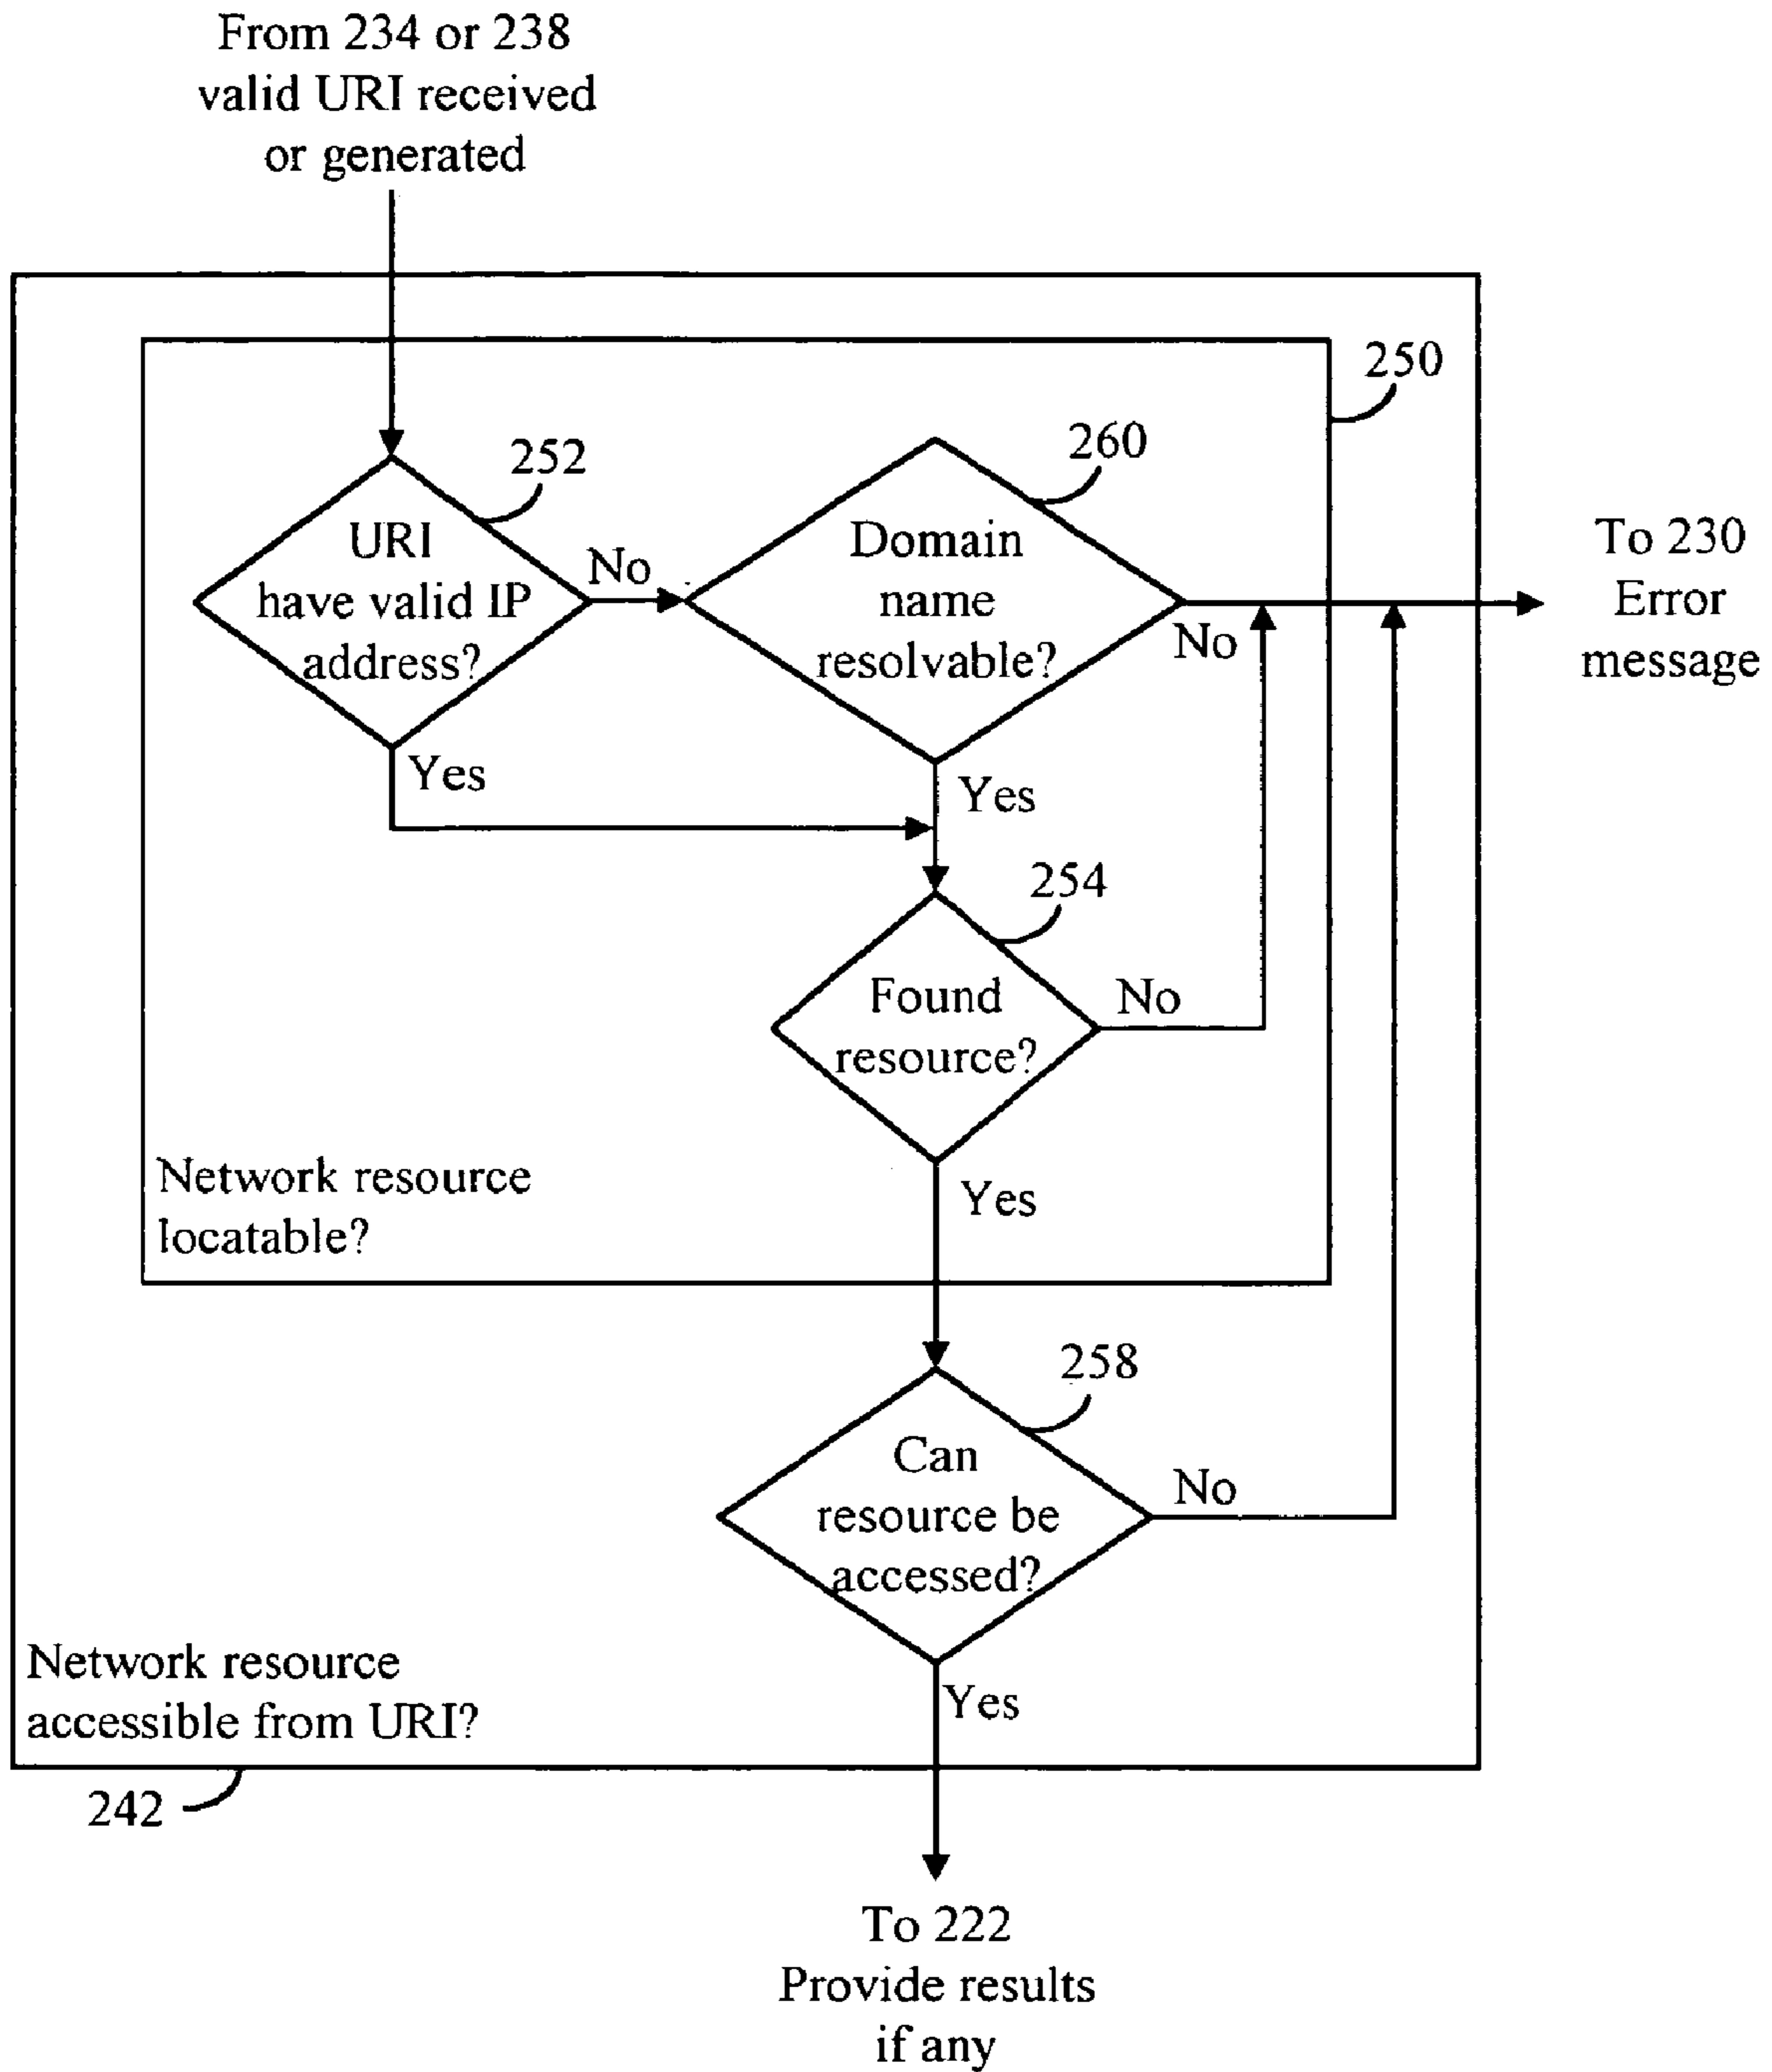 From 234 or 238
valid URI received
or generated
250
260
252
URI
have valid IP
address?
No
Domain
name
resolvable?
No
To 230
Error
message
Yes
Yes
254
Found
resource?
No
Network resource
locatable?
Yes
258
Can
resource be
accessed?
No
Network resource
accessible from URI?
Yes
242
To 222
Provide results
if any